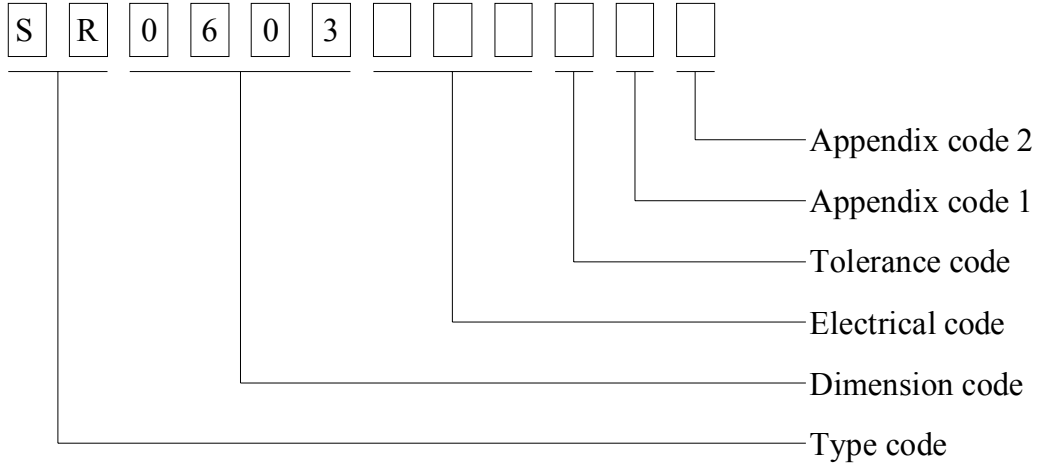 S R 0 6 0 3
Appendix code 2
Appendix code 1
Tolerance code
Electrical code
Dimension code
Type code